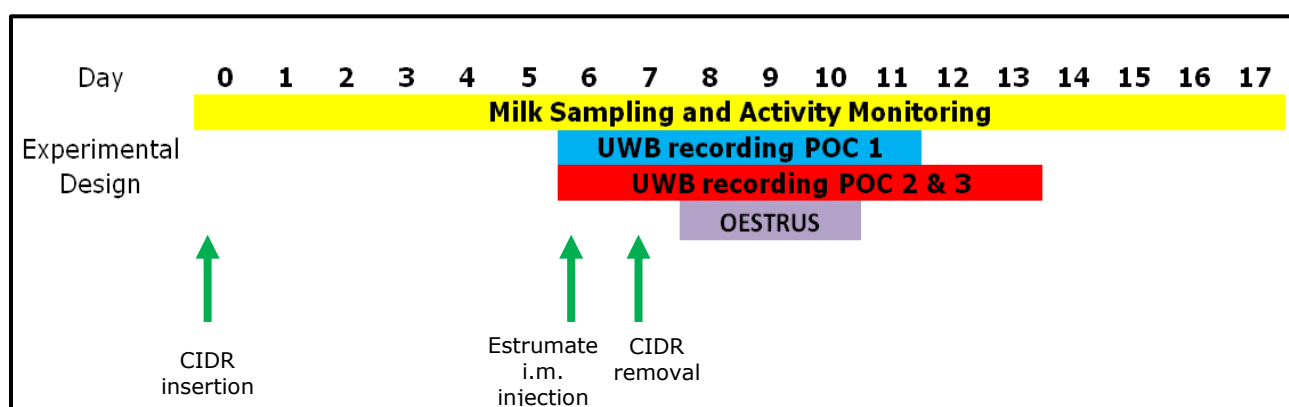 Day 0 1 2 3 4 5 6 7 8 9 10 11 12 13 14 15 16 17
Milk Sampling and Activity Monitoring
Experimental
Design
UWB recording POC 1
UWB recording POC 2 & 3
OESTRUS
CIDR
insertion
Estrumate
i.m.
injection
CIDR
removal